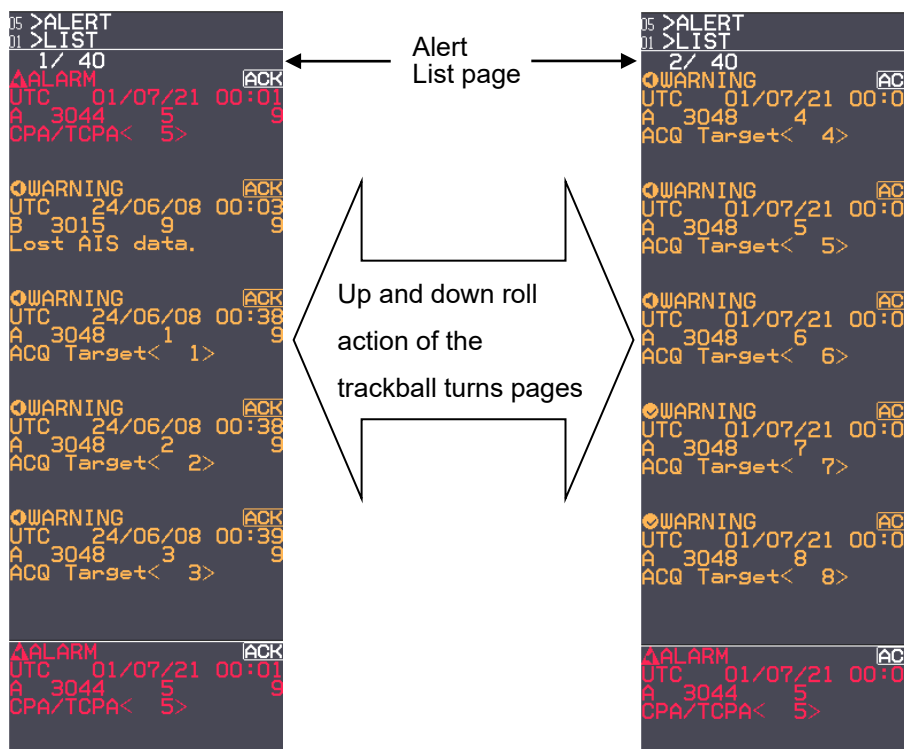 05 >ALERT
01 >LIST
1/ 40
ALARM ACK
UTC 01/07/21 00:01
A 3044 5 9
CPA/TCPA< 5>
WARNING ACK
UTC 24/06/08 00:03
B 3015 9 9
Lost AIS data.
WARNING ACK
UTC 24/06/08 00:38
A 3048 1 9
ACQ Target< 1>
WARNING ACK
UTC 24/06/08 00:38
A 3048 2 9
ACQ Target< 2>
WARNING ACK
UTC 24/06/08 00:39
A 3048 3 9
ACQ Target< 3>
ALARM ACK
UTC 01/07/21 00:01
A 3044 5 9
CPA/TCPA< 5>
Alert
List page
Up and down roll
action of the
trackball turns pages
05 >ALERT
01 >LIST
2/ 40
WARNING AC
UTC 01/07/21 00:0
A 3048 4
ACQ Target< 4>
WARNING AC
UTC 01/07/21 00:0
A 3048 5
ACQ Target< 5>
WARNING AC
UTC 01/07/21 00:0
A 3048 6
ACQ Target< 6>
WARNING AC
UTC 01/07/21 00:0
A 3048 7
ACQ Target< 7>
WARNING AC
UTC 01/07/21 00:0
A 3048 8
ACQ Target< 8>
ALARM AC
UTC 01/07/21 00:0
A 3044 5
CPA/TCPA< 5>